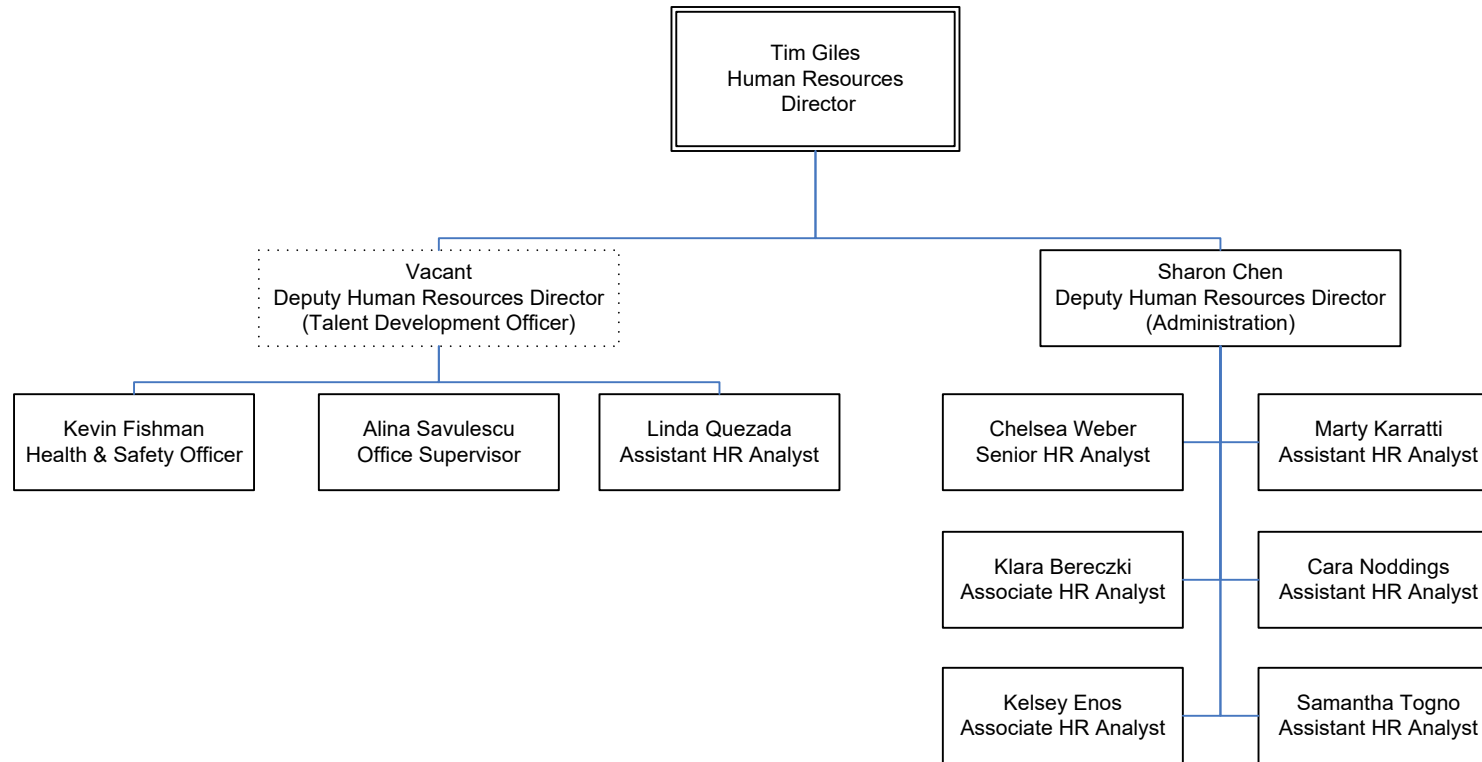 Tim Giles
Human Resources
Director
Vacant
Deputy Human Resources Director
(Talent Development Officer)
Sharon Chen
Deputy Human Resources Director
(Administration)
Kevin Fishman
Health & Safety Officer
Alina Savulescu
Office Supervisor
Linda Quezada
Assistant HR Analyst
Chelsea Weber
Senior HR Analyst
Marty Karratti
Assistant HR Analyst
Klara Bereczki
Associate HR Analyst
Cara Noddings
Assistant HR Analyst
Kelsey Enos
Associate HR Analyst
Samantha Togno
Assistant HR Analyst